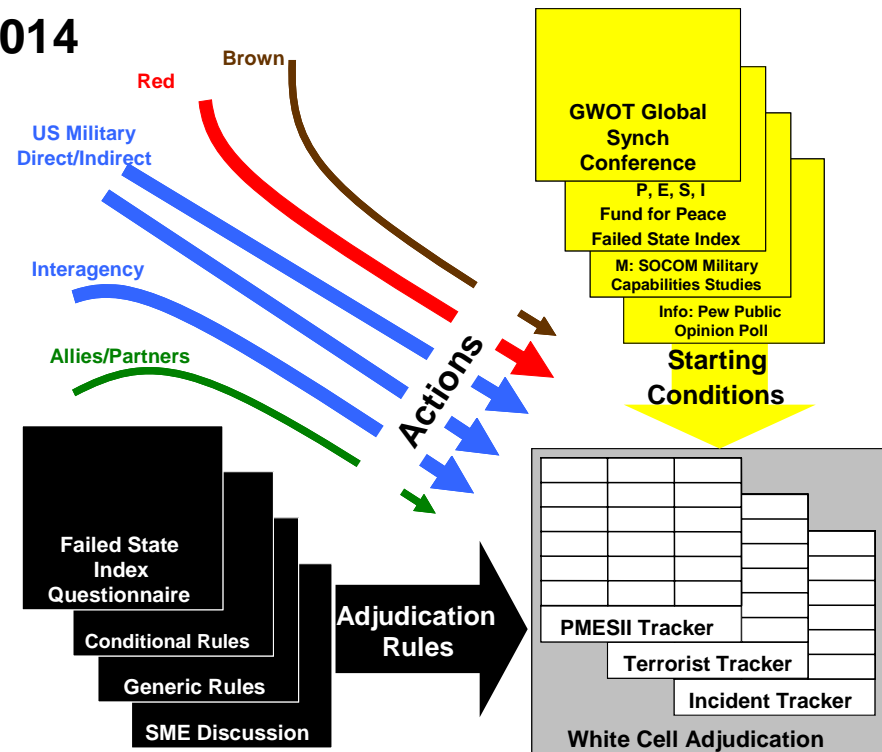 014
Brown
Red
US Military
Direct/Indirect
Interagency
Allies/Partners
Actions
GWOT Global
Synch
Conference
P, E, S, I
Fund for Peace
Failed State Index
M: SOCOM Military
Capabilities Studies
Info: Pew Public
Opinion Poll
Starting
Conditions
Failed State
Index
Questionnaire
Conditional Rules
Generic Rules
SME Discussion
Adjudication
Rules
PMESII Tracker
Terrorist Tracker
Incident Tracker
White Cell Adjudication